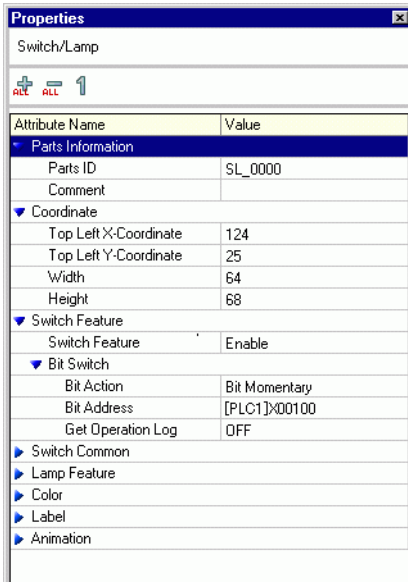 Properties
Switch/Lamp
ALL ALL 1
Attribute Name Value
Parts Information
Parts ID SL_0000
Comment
Coordinate
Top Left X-Coordinate 124
Top Left Y-Coordinate 25
Width 64
Height 68
Switch Feature
Switch Feature Enable
Bit Switch
Bit Action Bit Momentary
Bit Address [PLC1]X00100
Get Operation Log OFF
Switch Common
Lamp Feature
Color
Label
Animation